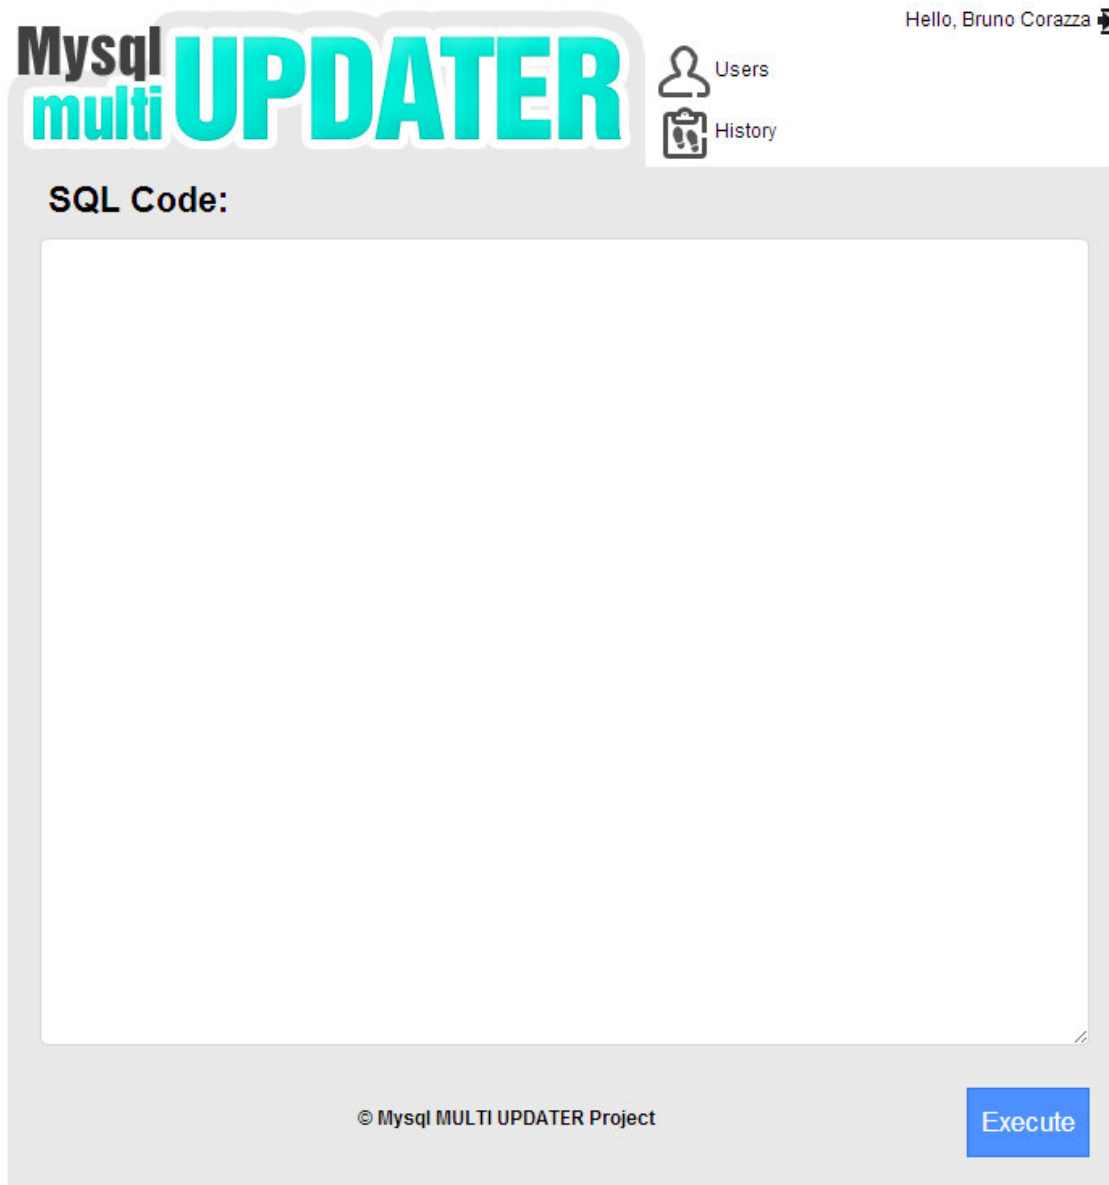 Hello, Bruno Corazza
Mysql
multi UPDATER
Users
History
SQL Code:
© Mysql MULTI UPDATER Project
Execute